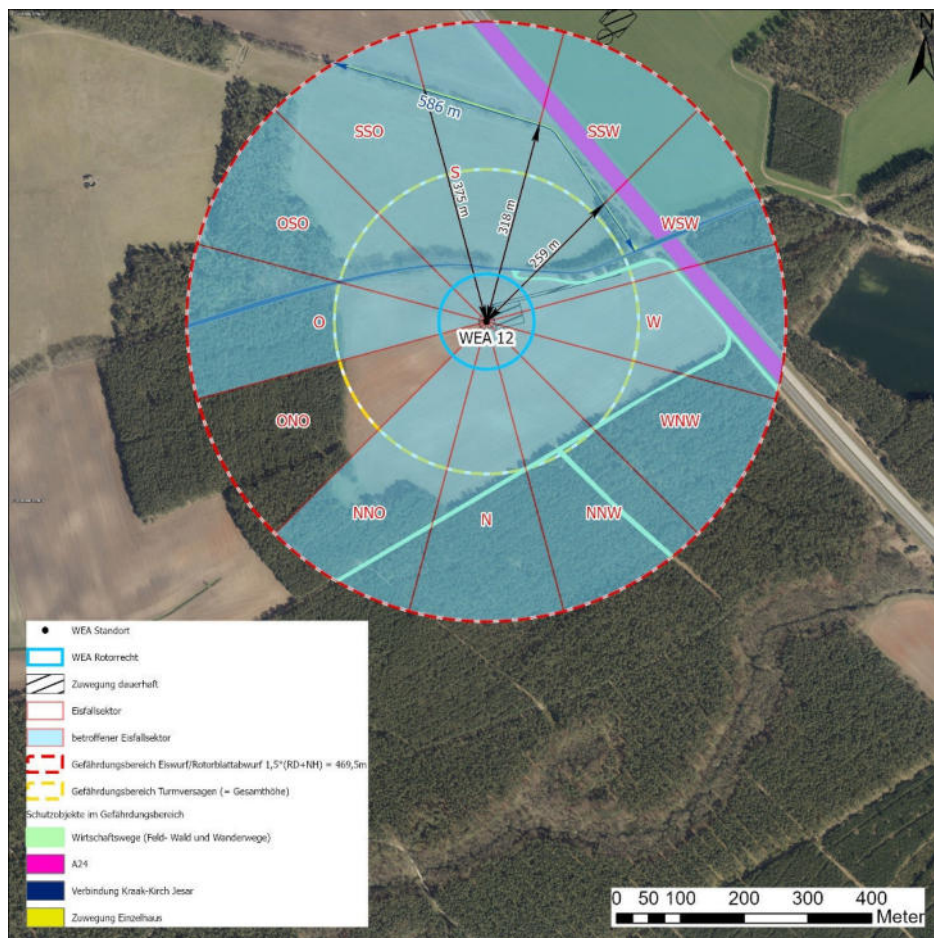 N
586 m
SSO
SSW
S
375 m
318 m
259 m
OSO
WSW
O
WEA 12
W
ONO
WNW
NNO
N
NNW
WEA Standort
WEA Rotorrecht
Zuwegung dauerhaft
Eisfallsektor
betroffener Eisfallsektor
Gefährdungsbereich Eiswurf/Rotorblattabwurf 1,5*(RD+NH) = 469,5m
Gefährdungsbereich Turmversagen (= Gesamthöhe)
Schutzobjekte im Gefährdungsbereich
Wirtschaftswege (Feld- Wald und Wanderwege)
A24
Verbindung Kraak-Kirch Jesar
Zuwegung Einzelhaus
0 50 100 200 300 400
Meter